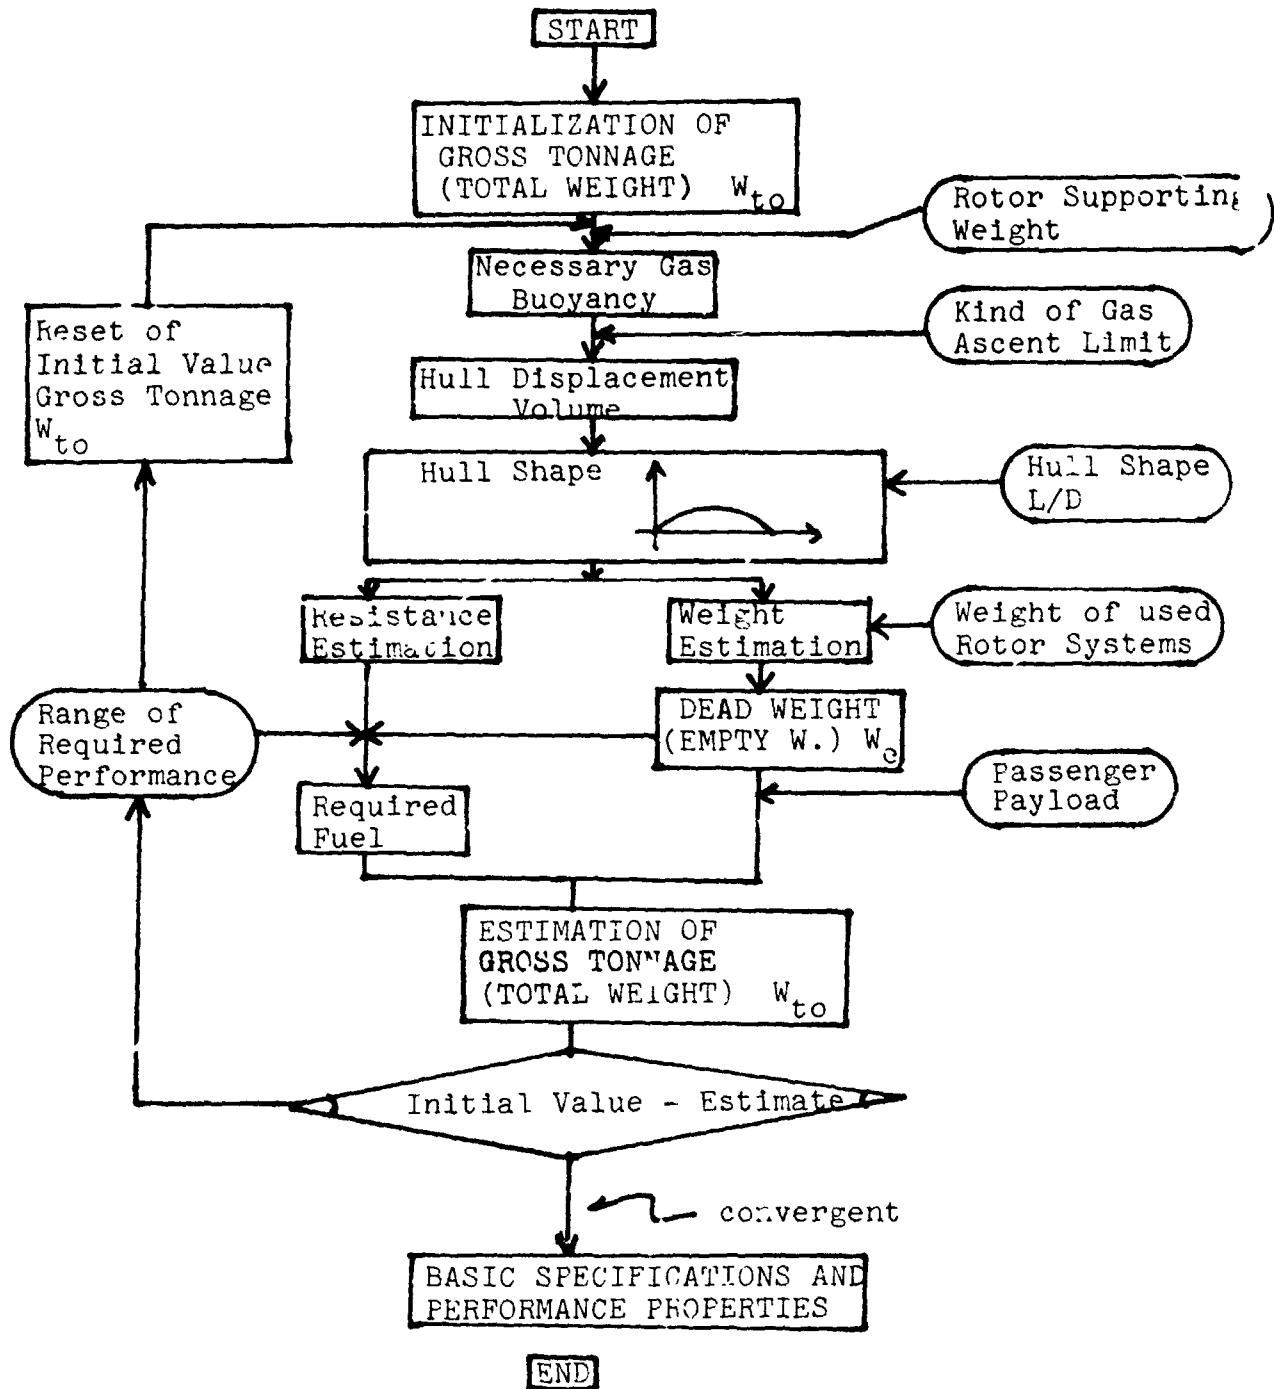 START
INITIALIZATION OF
GROSS TONNAGE
(TOTAL WEIGHT) Wto
Rotor Supporting
Weight
Necessary Gas
Buoyancy
Kind of Gas
Ascent Limit
Reset of
Initial Value
Gross Tonnage
Wto
Hull Displacement
Volume
Hull Shape
Hull Shape
L/D
Resistance
Estimation
Weight
Estimation
Weight of used
Rotor Systems
Range of
Required
Performance
DEAD WEIGHT
(EMPTY W.) We
Passenger
Payload
Required
Fuel
ESTIMATION OF
GROSS TONNAGE
(TOTAL WEIGHT) Wto
Initial Value - Estimate
convergent
BASIC SPECIFICATIONS AND
PERFORMANCE PROPERTIES
END